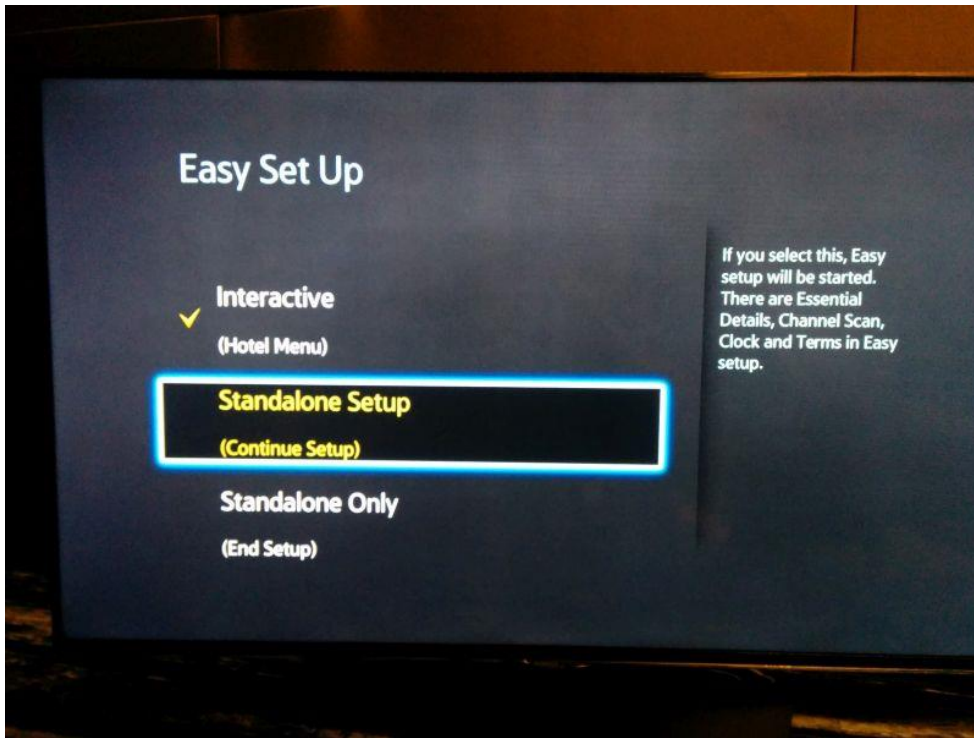 Easy Set Up
Interactive
(Hotel Menu)
Standalone Setup
(Continue Setup)
Standalone Only
(End Setup)
If you select this, Easy
setup will be started.
There are Essential
Details, Channel Scan,
Clock and Terms in Easy
setup.